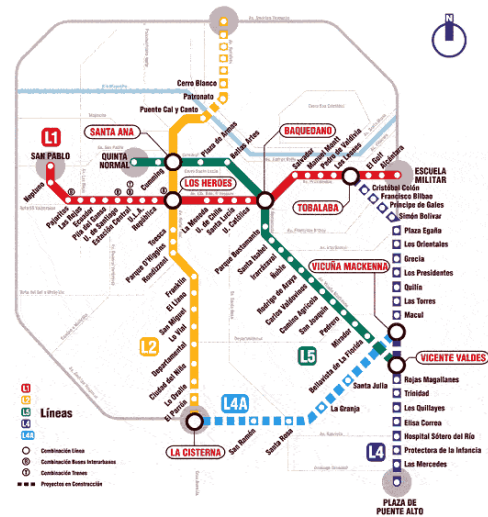 N
Av. Américo Vespucio
Cerro Blanco
Patronato
Puente Cal y Canto
Plaza de Armas
Bellas Artes
SANTA ANA
BAQUEDANO
L1
SAN PABLO
QUINTA
NORMAL
Cumming
LOS HEROES
Salvador
Manuel Montt
Pedro de Valdivia
Los Leones
El Golf
Alcántara
ESCUELA
MILITAR
TOBALABA
Neptuno
Pajaritos
Las Rejas
Ecuador
Pila del Ganso
U. de Santiago
Estación Central
U.L.A.
República
La Moneda
U. de Chile
Santa Lucía
U. Católica
Cristóbal Colón
Francisco Bilbao
Príncipe de Gales
Simón Bolívar
Plaza Egaña
Los Orientales
Grecia
Los Presidentes
Quilín
Las Torres
Macul
Toesca
Parque O'Higgins
Rondizzoni
Franklin
El Llano
San Miguel
Lo Vial
Departamental
Ciudad del Niño
Lo Ovalle
El Parrón
Parque Bustamante
Santa Isabel
Irarrázaval
Ñuble
Rodrigo de Araya
Carlos Valdovinos
Camino Agrícola
San Joaquín
Pedrero
Mirador
Bellavista de La Florida
VICUÑA MACKENNA
VICENTE VALDES
L2
L5
L4A
Santa Julia
La Granja
Santa Rosa
San Ramón
LA CISTERNA
Rojas Magallanes
Trinidad
Los Quillayes
Elisa Correa
Hospital Sótero del Río
Protectora de la Infancia
Las Mercedes
L4
PLAZA DE
PUENTE ALTO
L1
L2
L5
L4
L4A
Líneas
Combinación Línea
Combinación Buses Interurbanos
Combinación Trenes
Proyectos en Construcción